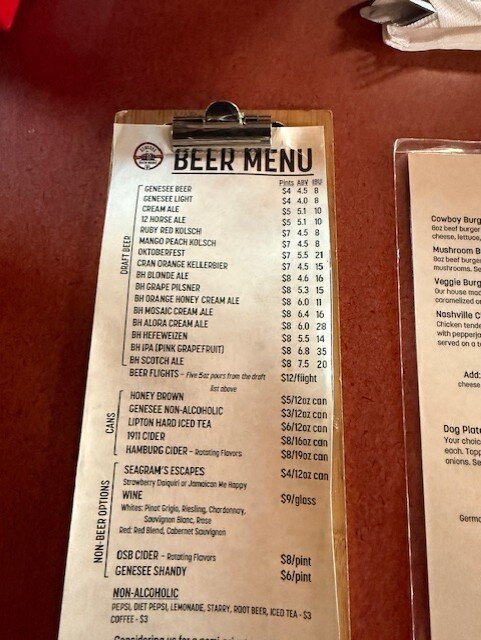 BEER MENU
Pints ABV IBU
DRAFT BEER
GENESEE BEER $4 4.5 8
GENESEE LIGHT $4 4.0 8
CREAM ALE $5 5.1 10
12 HORSE ALE $5 5.1 10
RUBY RED KOLSCH $7 4.5 8
MANGO PEACH KOLSCH $7 4.5 8
OKTOBERFEST $7 5.5 21
CRAN ORANGE KELLERBIER $7 4.5 15
BH BLONDE ALE $8 4.6 16
BH GRAPE PILSNER $8 5.3 15
BH ORANGE HONEY CREAM ALE $8 6.0 11
BH MOSAIC CREAM ALE $8 6.4 16
BH ALORA CREAM ALE $8 6.0 28
BH HEFEWEIZEN $8 5.5 14
BH IPA (PINK GRAPEFRUIT) $8 6.8 35
BH SCOTCH ALE $8 7.5 20
BEER FLIGHTS - Five 5oz pours from the draft $12/flight
list above
CANS
HONEY BROWN $5/12oz can
GENESEE NON-ALCOHOLIC $3/12oz can
LIPTON HARD ICED TEA $6/12oz can
1911 CIDER $8/16oz can
HAMBURG CIDER - Rotating Flavors $8/19oz can
NON-BEER OPTIONS
SEAGRAM'S ESCAPES $4/12oz can
Strawberry Daiquiri or Jamaican Me Happy
WINE $9/glass
Whites: Pinot Grigio, Riesling, Chardonnay,
Sauvignon Blanc, Rose
Red: Red Blend, Cabernet Sauvignon
OSB CIDER - Rotating Flavors $8/pint
GENESEE SHANDY $6/pint
NON-ALCOHOLIC
PEPSI, DIET PEPSI, LEMONADE, STARRY, ROOT BEER, ICED TEA - $3
COFFEE - $3
Cowboy Burg
8oz beef burger
cheese, lettuce,
Mushroom B
8oz beef burger
mushrooms. Se
Veggie Burg
Our house mad
caramelized on
Nashville C
Chicken tende
with pepperja
served on a t
Add:
cheese
Dog Plate
Your choic
each. Topp
onions. Se
Germa